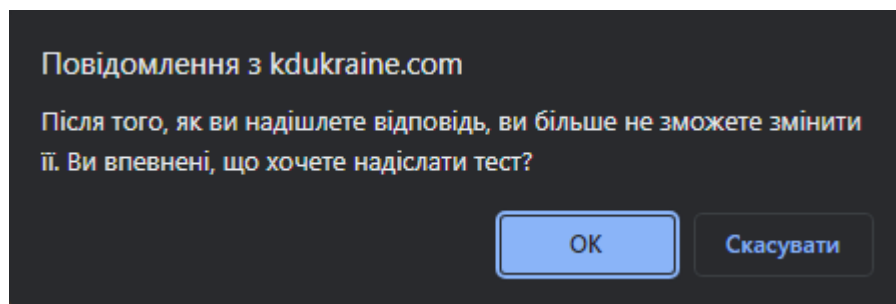 Повідомлення з kdukraine.com
Після того, як ви надішлете відповідь, ви більше не зможете змінити
її. Ви впевнені, що хочете надіслати тест?
ОК
Скасувати